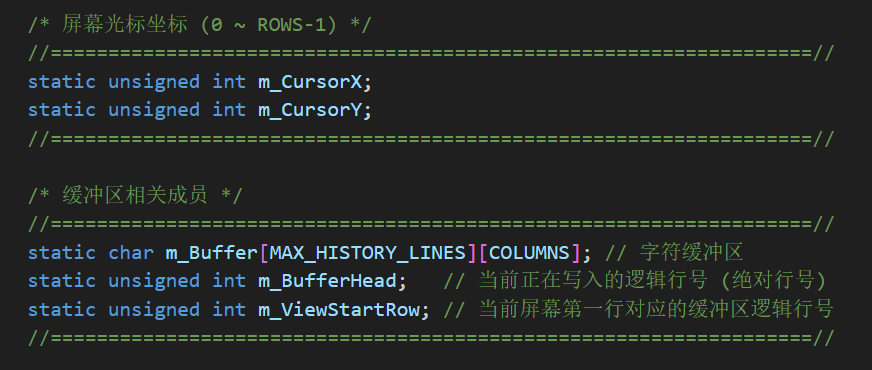 /* 屏幕光标坐标 (0 ~ ROWS-1) */
//==================================================================//
static unsigned int m_CursorX;
static unsigned int m_CursorY;
//==================================================================//
/* 缓冲区相关成员 */
//==================================================================//
static char m_Buffer[MAX_HISTORY_LINES][COLUMNS]; // 字符缓冲区
static unsigned int m_BufferHead;   // 当前正在写入的逻辑行号 (绝对行号)
static unsigned int m_ViewStartRow; // 当前屏幕第一行对应的缓冲区逻辑行号
//==================================================================//